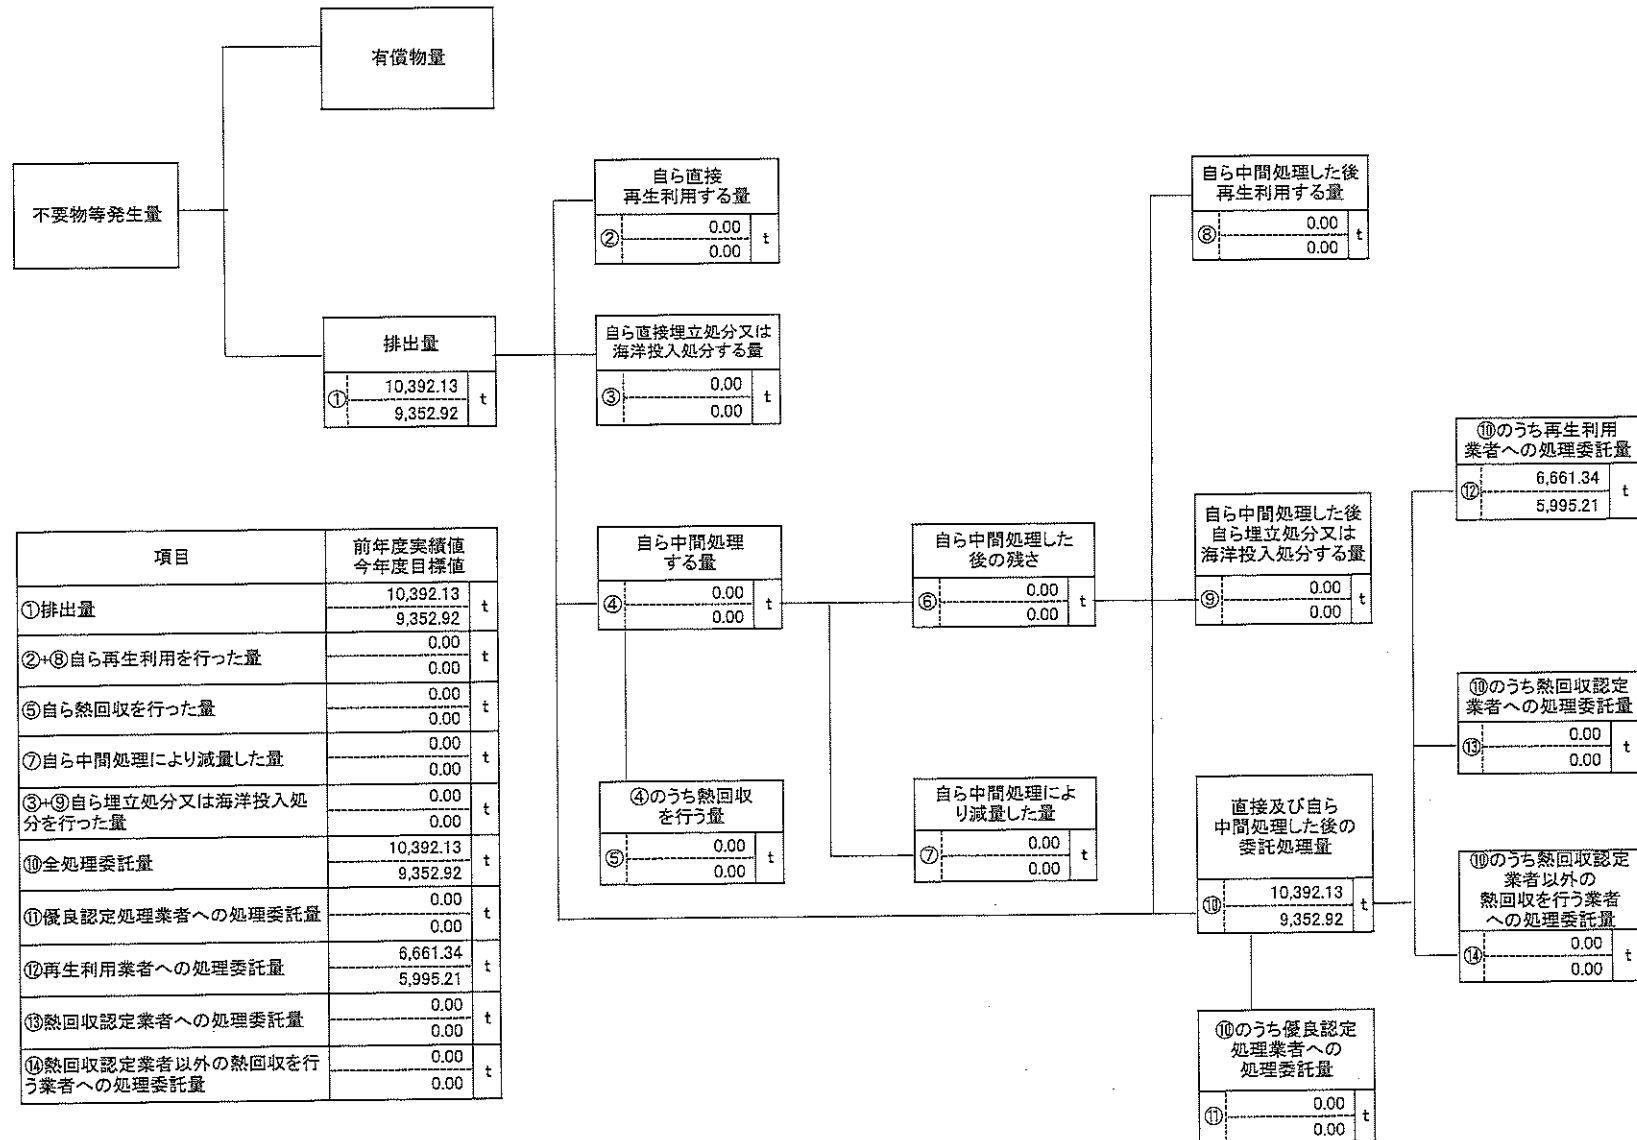 有償物量
不要物等発生量
排出量
①
10,392.13
9,352.92
t
自ら直接
再生利用する量
②
0.00
0.00
t
自ら直接埋立処分又は
海洋投入処分する量
③
0.00
0.00
t
自ら中間処理
する量
④
0.00
0.00
t
④のうち熱回収
を行う量
⑤
0.00
0.00
t
自ら中間処理した
後の残さ
⑥
0.00
0.00
t
自ら中間処理によ
り減量した量
⑦
0.00
0.00
t
自ら中間処理した後
再生利用する量
⑧
0.00
0.00
t
自ら中間処理した後
自ら埋立処分又は
海洋投入処分する量
⑨
0.00
0.00
t
直接及び自ら
中間処理した後の
委託処理量
⑩
10,392.13
9,352.92
t
⑩のうち優良認定
処理業者への
処理委託量
⑪
0.00
0.00
t
⑩のうち再生利用
業者への処理委託量
⑫
6,661.34
5,995.21
t
⑩のうち熱回収認定
業者への処理委託量
⑬
0.00
0.00
t
⑩のうち熱回収認定
業者以外の
熱回収を行う業者
への処理委託量
⑭
0.00
0.00
t
項目
前年度実績値
今年度目標値
①排出量
10,392.13
9,352.92
t
②+⑧自ら再生利用を行った量
0.00
0.00
t
⑤自ら熱回収を行った量
0.00
0.00
t
⑦自ら中間処理により減量した量
0.00
0.00
t
③+⑨自ら埋立処分又は海洋投入処
分を行った量
0.00
0.00
t
⑩全処理委託量
10,392.13
9,352.92
t
⑪優良認定処理業者への処理委託量
0.00
0.00
t
⑫再生利用業者への処理委託量
6,661.34
5,995.21
t
⑬熱回収認定業者への処理委託量
0.00
0.00
t
⑭熱回収認定業者以外の熱回収を行
う業者への処理委託量
0.00
0.00
t